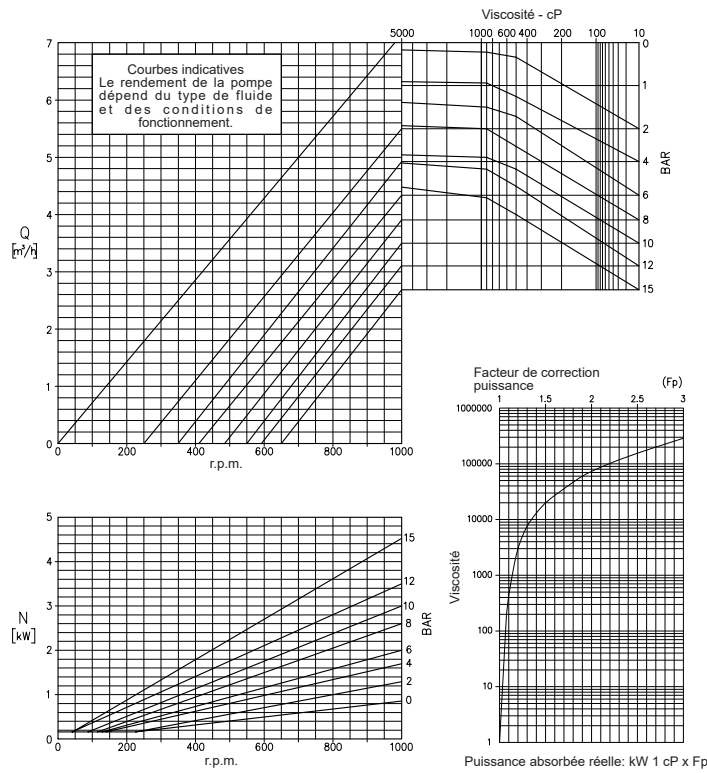 Viscosité - cP
5000 1000 600 400 200 100 10
7
6
5
4
3
2
1
0
Q
[m³/h]
Courbes indicatives
Le rendement de la pompe
dépend du type de fluide
et des conditions de
fonctionnement.
0
1
2
4
6
8
10
12
15
BAR
0 200 400 600 800 1000
r.p.m.
Facteur de correction
puissance
(Fp)
1 1.5 2 2.5 3
1000000
100000
10000
1000
100
10
1
Viscosité
Puissance absorbée réelle: kW 1 cP x Fp
5
4
3
2
1
0
N
[kW]
15
12
10
8
6
4
2
0
BAR
0 200 400 600 800 1000
r.p.m.